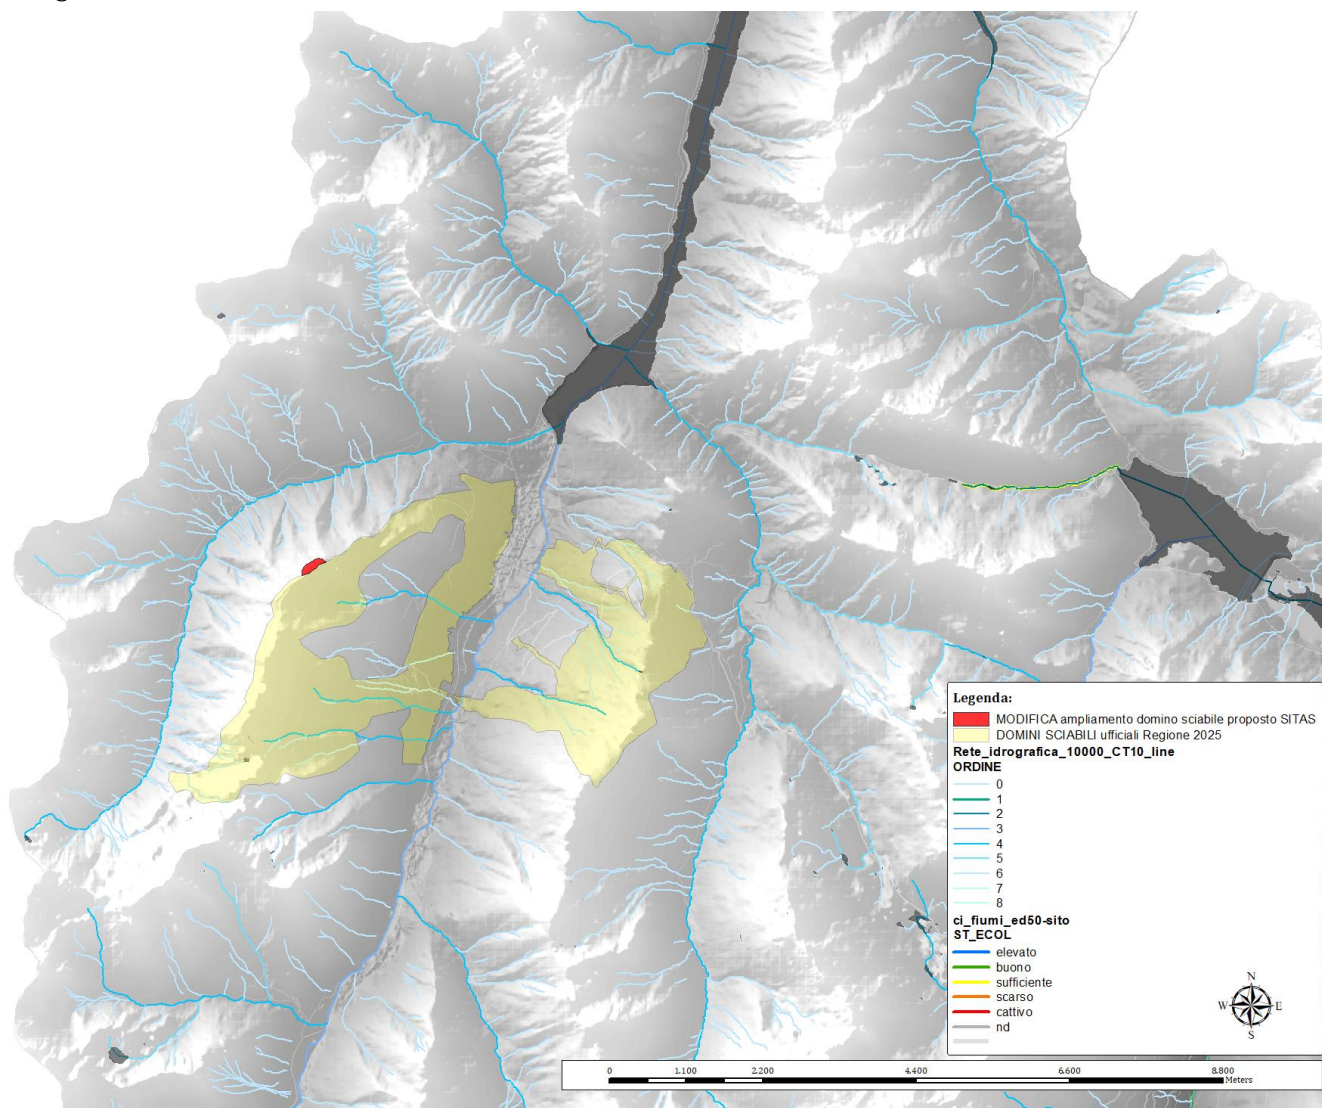 Legenda:
MODIFICA ampliamento domino sciabile proposto SITAS
DOMINI SCIABILI ufficiali Regione 2025
Rete_idrografica_10000_CT10_line
ORDINE
0
1
2
3
4
5
6
7
8
ci_fiumi_ed50-sito
ST_ECOL
elevato
buono
sufficiente
scarso
cattivo
nd
N
W E
S
0 1.100 2.200 4.400 6.600 8.800
Meters